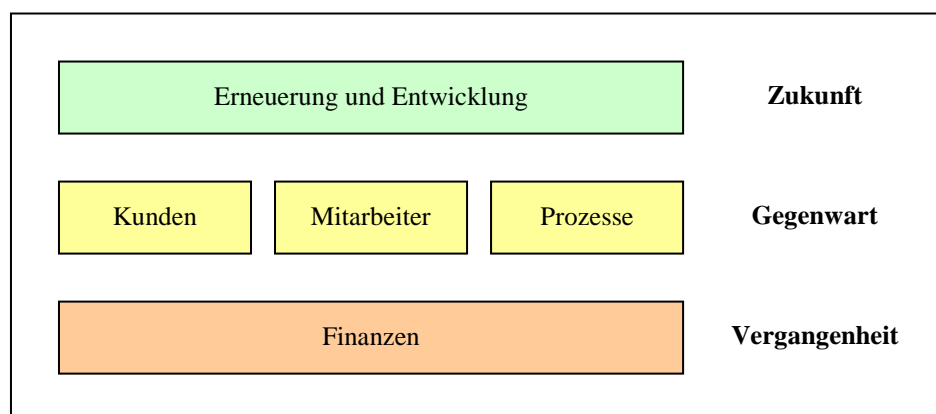 Erneuerung und Entwicklung Zukunft
Kunden Mitarbeiter Prozesse Gegenwart
Finanzen Vergangenheit